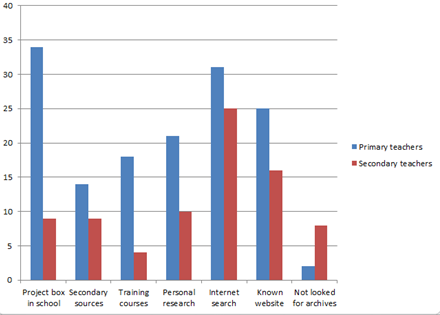 40
35
30
25
20
15
10
5
0
Project box in school
Secondary sources
Training courses
Personal research
Internet search
Known website
Not looked for archives
Primary teachers
Secondary teachers